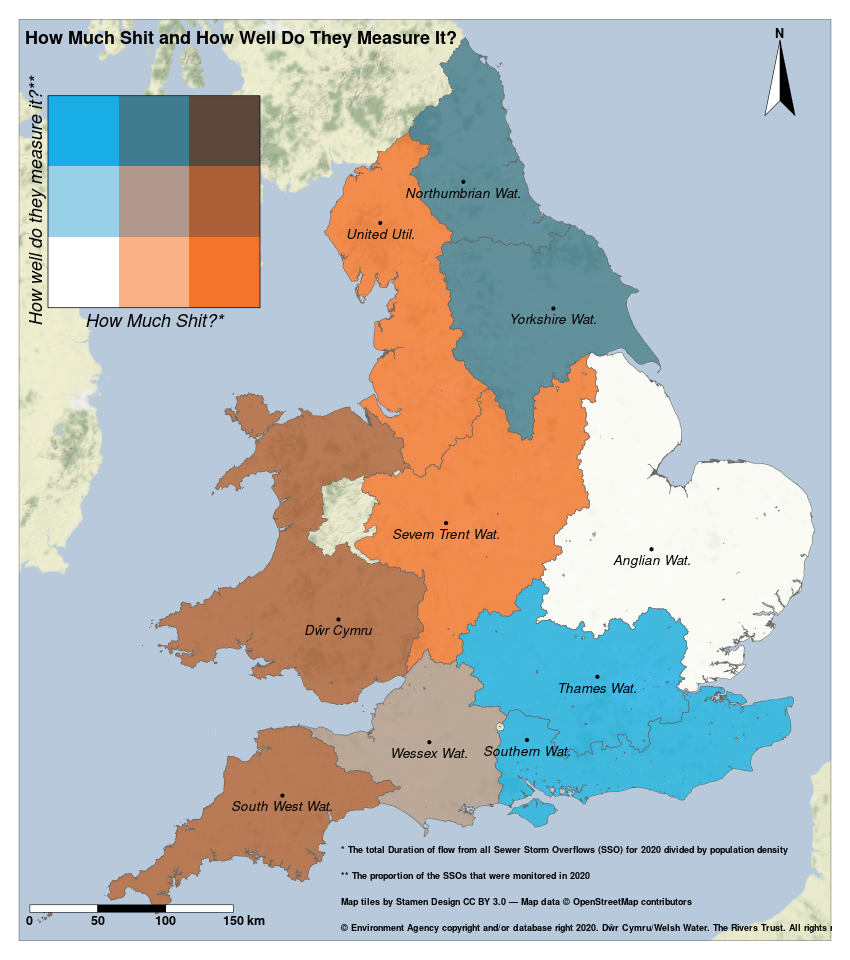 How Much Shit and How Well Do They Measure It?
N
How well do they measure it?**
How Much Shit?*
Northumbrian Wat.
United Util.
Yorkshire Wat.
Severn Trent Wat.
Anglian Wat.
Dŵr Cymru
Thames Wat.
Wessex Wat.
Southern Wat.
South West Wat.
* The total Duration of flow from all Sewer Storm Overflows (SSO) for 2020 divided by population density
** The proportion of the SSOs that were monitored in 2020
Map tiles by Stamen Design CC BY 3.0 — Map data © OpenStreetMap contributors
0 50 100 150 km
© Environment Agency copyright and/or database right 2020. Dŵr Cymru/Welsh Water. The Rivers Trust. All rights